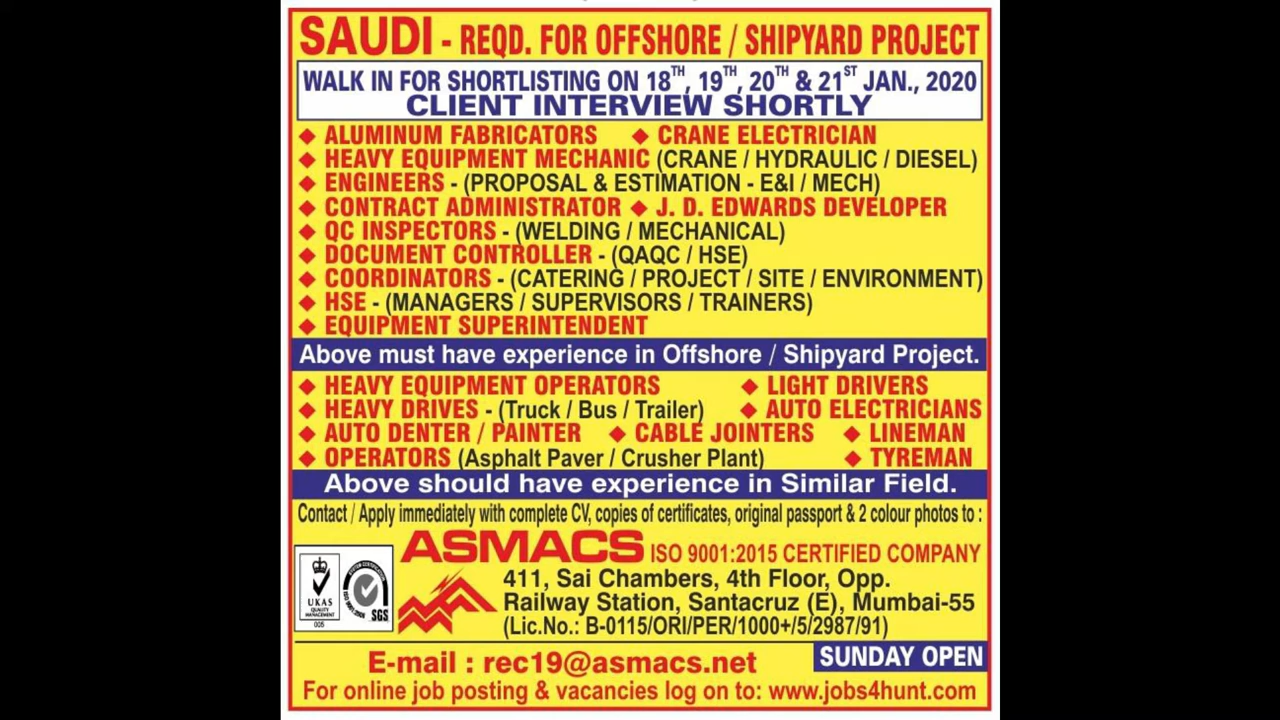 SAUDI - REQD. FOR OFFSHORE / SHIPYARD PROJECT
WALK IN FOR SHORTLISTING ON 18TH, 19TH, 20TH & 21ST JAN., 2020
CLIENT INTERVIEW SHORTLY
◆ ALUMINUM FABRICATORS ◆ CRANE ELECTRICIAN
◆ HEAVY EQUIPMENT MECHANIC (CRANE / HYDRAULIC / DIESEL)
◆ ENGINEERS - (PROPOSAL & ESTIMATION - E&I / MECH)
◆ CONTRACT ADMINISTRATOR ◆ J. D. EDWARDS DEVELOPER
◆ QC INSPECTORS - (WELDING / MECHANICAL)
◆ DOCUMENT CONTROLLER - (QAQC / HSE)
◆ COORDINATORS - (CATERING / PROJECT / SITE / ENVIRONMENT)
◆ HSE - (MANAGERS / SUPERVISORS / TRAINERS)
◆ EQUIPMENT SUPERINTENDENT
Above must have experience in Offshore / Shipyard Project.
◆ HEAVY EQUIPMENT OPERATORS ◆ LIGHT DRIVERS
◆ HEAVY DRIVES - (Truck / Bus / Trailer) ◆ AUTO ELECTRICIANS
◆ AUTO DENTER / PAINTER ◆ CABLE JOINTERS ◆ LINEMAN
◆ OPERATORS (Asphalt Paver / Crusher Plant) ◆ TYREMAN
Above should have experience in Similar Field.
Contact / Apply immediately with complete CV, copies of certificates, original passport & 2 colour photos to :
ASMACS ISO 9001:2015 CERTIFIED COMPANY
411, Sai Chambers, 4th Floor, Opp.
Railway Station, Santacruz (E), Mumbai-55
(Lic.No.: B-0115/ORI/PER/1000+/5/2987/91)
UKAS
QUALITY
MANAGEMENT
005
SGS
E-mail : rec19@asmacs.net
SUNDAY OPEN
For online job posting & vacancies log on to: www.jobs4hunt.com